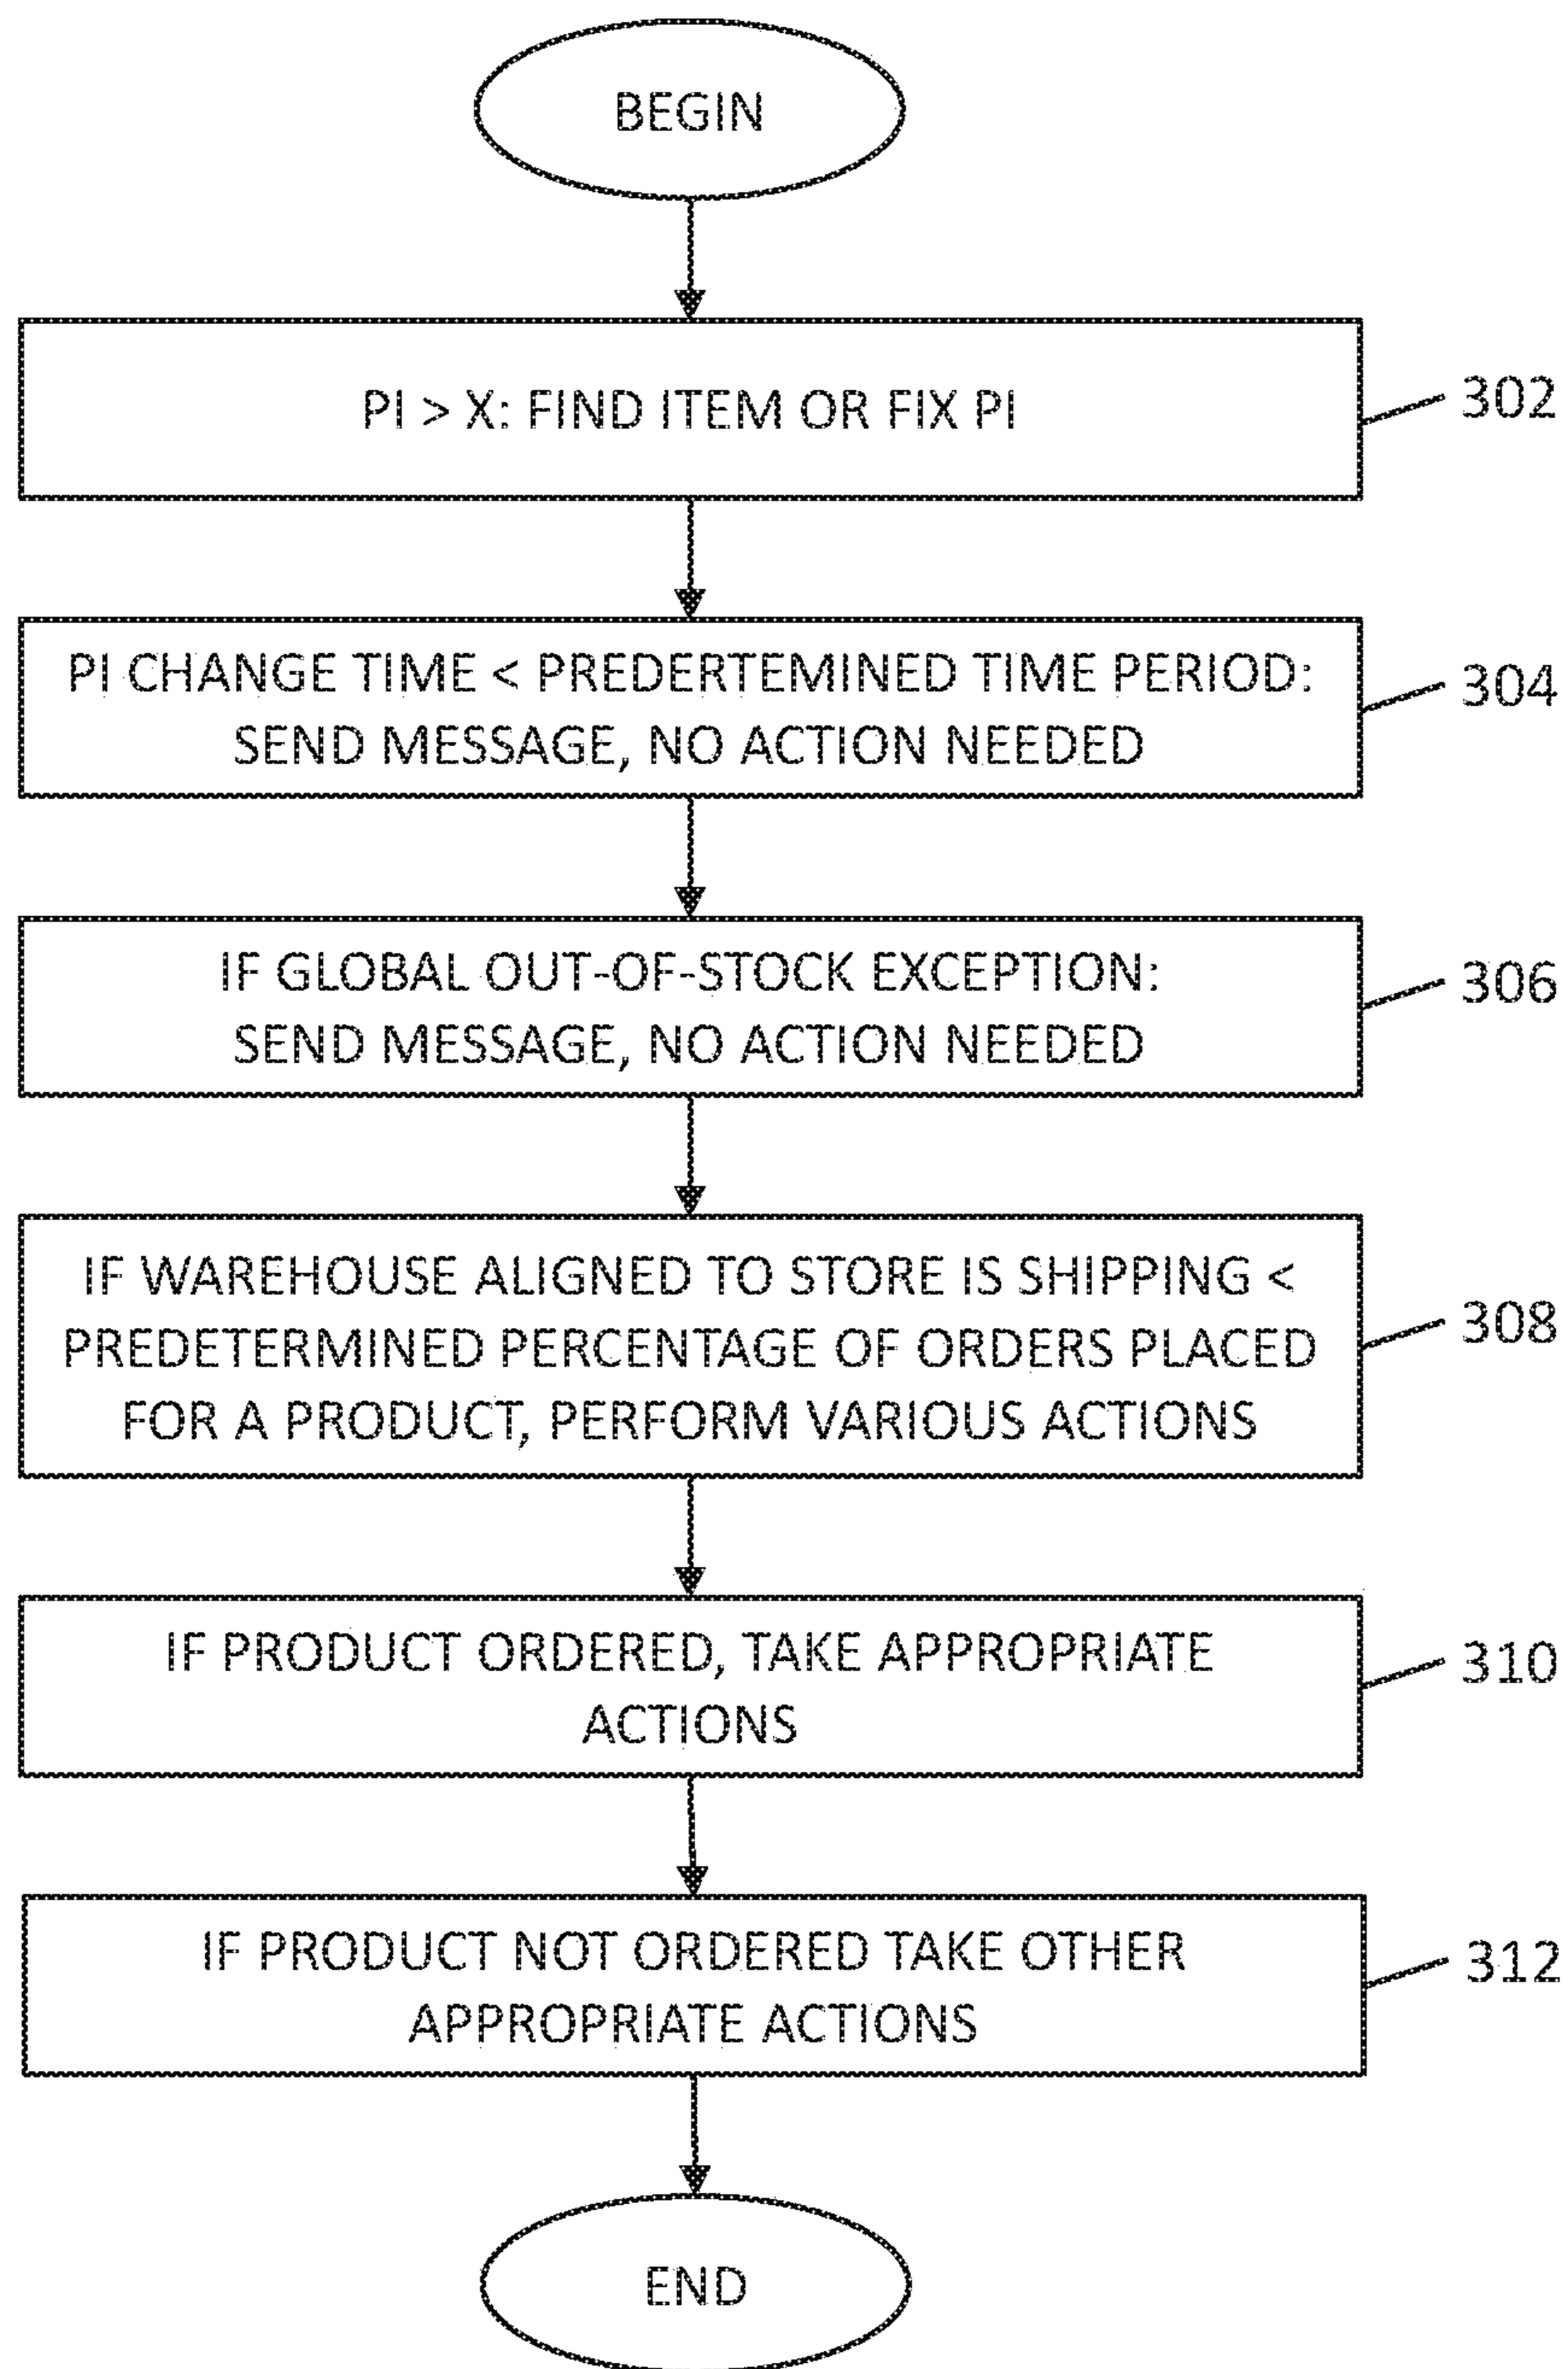 BEGIN
PI > X: FIND ITEM OR FIX PI
302
PI CHANGE TIME < PREDERTEMINED TIME PERIOD:
SEND MESSAGE, NO ACTION NEEDED
304
IF GLOBAL OUT-OF-STOCK EXCEPTION:
SEND MESSAGE, NO ACTION NEEDED
306
IF WAREHOUSE ALIGNED TO STORE IS SHIPPING <
PREDETERMINED PERCENTAGE OF ORDERS PLACED
FOR A PRODUCT, PERFORM VARIOUS ACTIONS
308
IF PRODUCT ORDERED, TAKE APPROPRIATE
ACTIONS
310
IF PRODUCT NOT ORDERED TAKE OTHER
APPROPRIATE ACTIONS
312
END